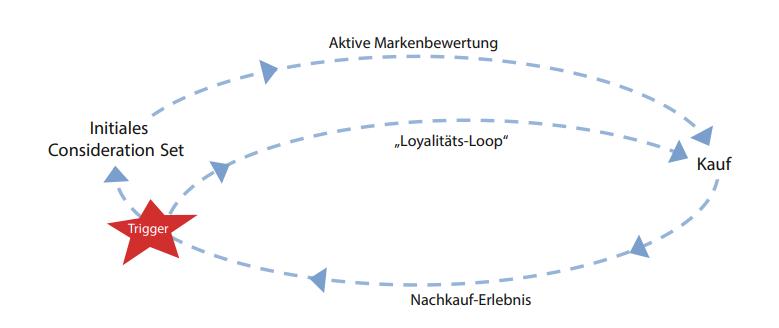 Aktive Markenbewertung
Initiales
Consideration Set
„Loyalitäts-Loop“
Kauf
Trigger
Nachkauf-Erlebnis